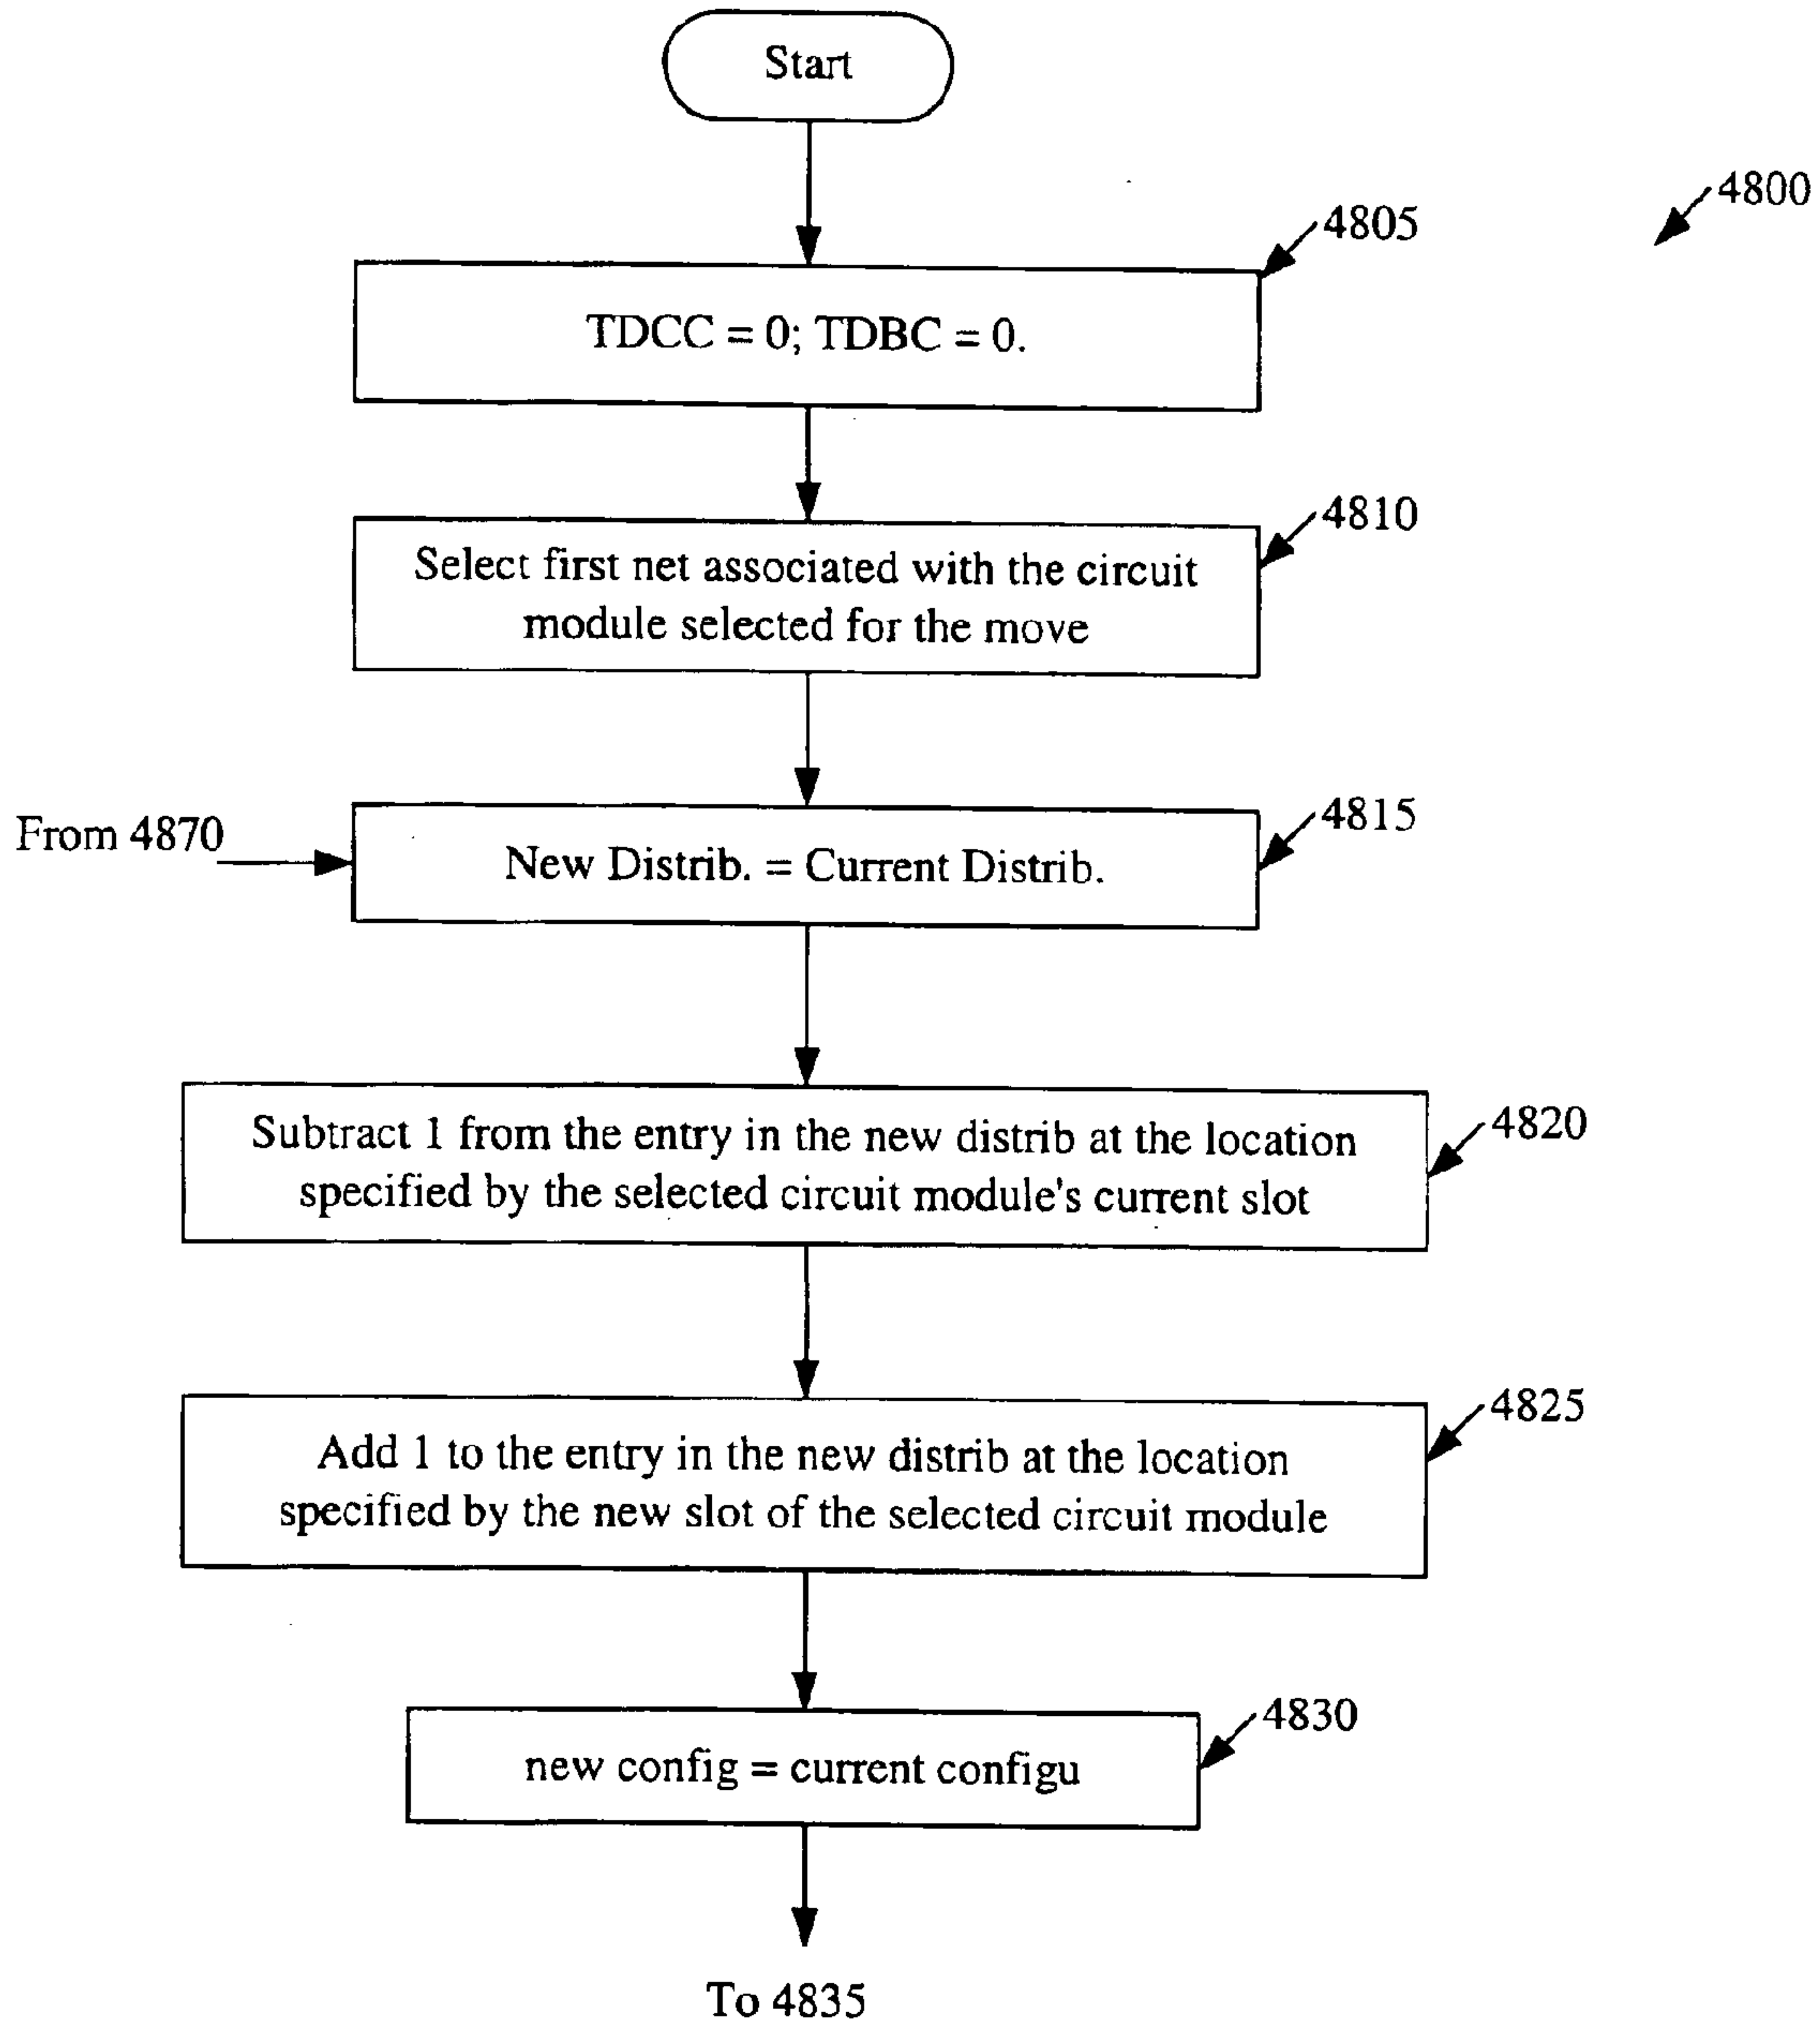 Start
4800
4805
TDCC = 0; TDBC = 0.
4810
Select first net associated with the circuit
module selected for the move
4815
From 4870
New Distrib. = Current Distrib.
4820
Subtract 1 from the entry in the new distrib at the location
specified by the selected circuit module's current slot
4825
Add 1 to the entry in the new distrib at the location
specified by the new slot of the selected circuit module
4830
new config = current configu
To 4835